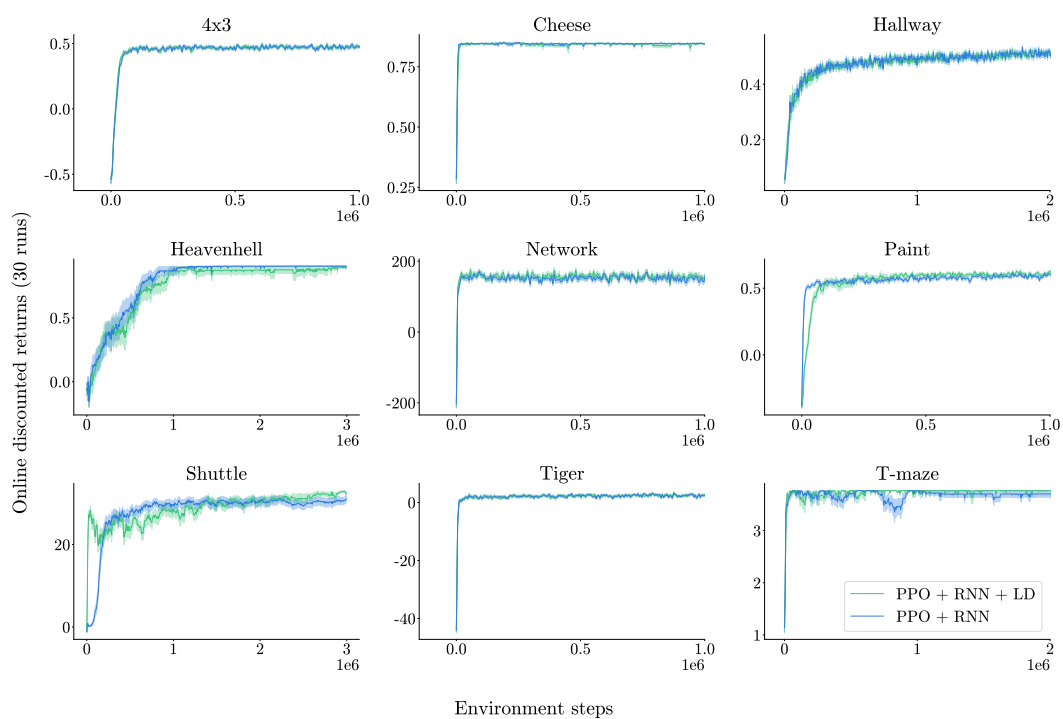 4x3
Cheese
Hallway
0.5
0.0
-0.5
0.0
0.5
1.0
1e6
0.75
0.50
0.25
0.0
0.5
1.0
1e6
0.4
0.2
0
1
2
1e6
Online discounted returns (30 runs)
Heavenhell
Network
Paint
0.5
0.0
0
1
2
3
1e6
200
0
-200
0.0
0.5
1.0
1e6
0.5
0.0
0.0
0.5
1.0
1e6
Shuttle
Tiger
T-maze
20
0
0
1
2
3
1e6
0
-20
-40
0.0
0.5
1.0
1e6
3
2
1
0
1
2
1e6
PPO + RNN + LD
PPO + RNN
Environment steps